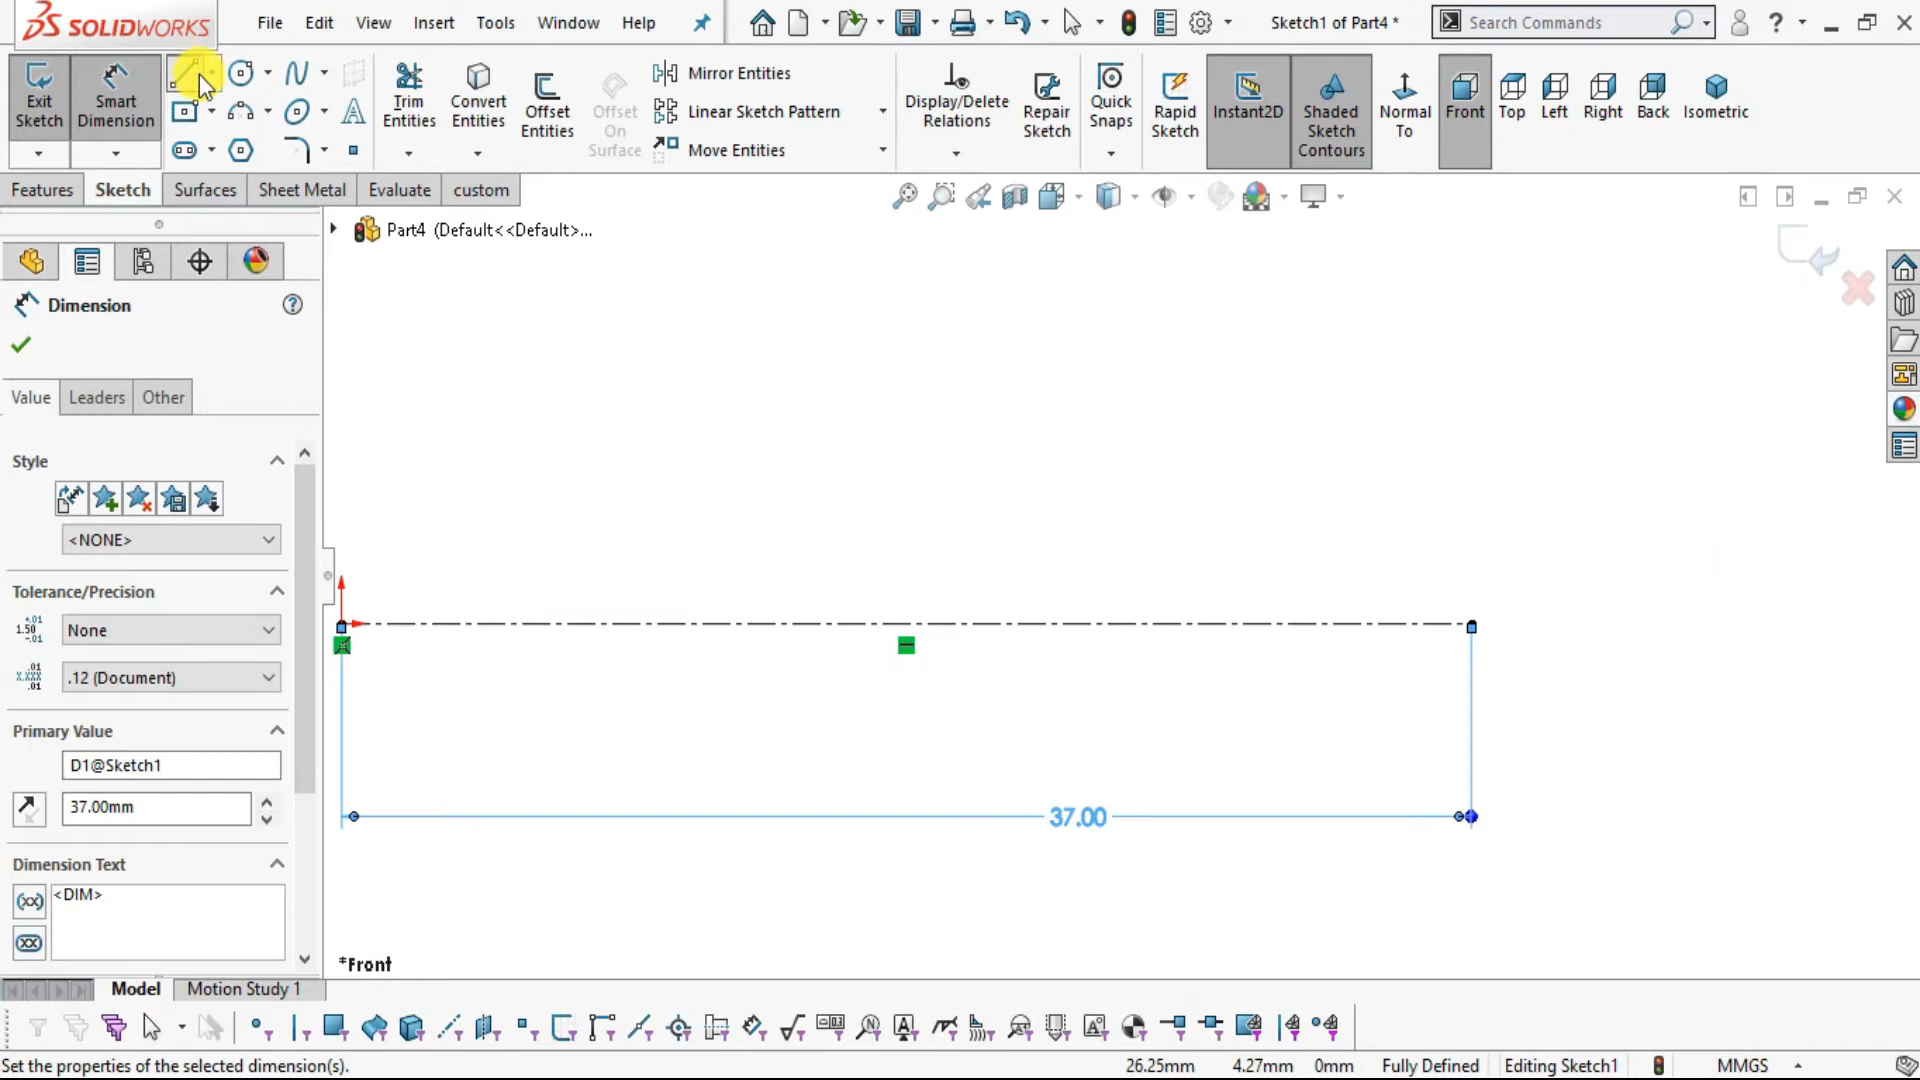 SOLIDWORKS
File Edit View Insert Tools Window Help
Sketch1 of Part4 *
Search Commands
Exit Sketch
Smart Dimension
Trim Entities
Convert Entities
Offset Entities
Offset On Surface
Mirror Entities
Linear Sketch Pattern
Move Entities
Display/Delete Relations
Repair Sketch
Quick Snaps
Rapid Sketch
Instant2D
Shaded Sketch Contours
Normal To
Front
Top
Left
Right
Back
Isometric
Features Sketch Surfaces Sheet Metal Evaluate custom
Part4 (Default<<Default>...
Dimension
Value Leaders Other
Style
<NONE>
Tolerance/Precision
None
.12 (Document)
Primary Value
D1@Sketch1
37.00mm
Dimension Text
<DIM>
37.00
*Front
Model Motion Study 1
Set the properties of the selected dimension(s).
26.25mm 4.27mm 0mm Fully Defined Editing Sketch1 MMGS